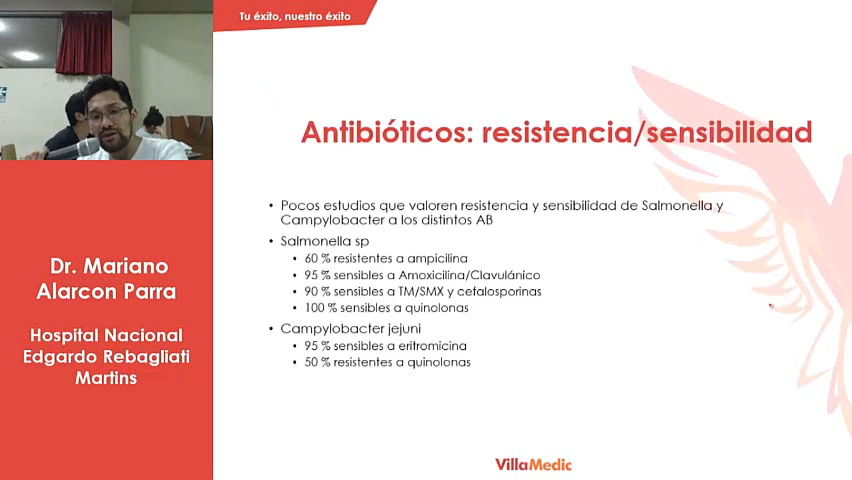 Tu éxito, nuestro éxito
Antibióticos: resistencia/sensibilidad
• Pocos estudios que valoren resistencia y sensibilidad de Salmonella y
Campylobacter a los distintos AB
• Salmonella sp
• 60 % resistentes a ampicilina
• 95 % sensibles a Amoxicilina/Clavulánico
• 90 % sensibles a TM/SMX y cefalosporinas
• 100 % sensibles a quinolonas
• Campylobacter jejuni
• 95 % sensibles a eritromicina
• 50 % resistentes a quinolonas
Dr. Mariano
Alarcon Parra
Hospital Nacional
Edgardo Rebagliati
Martins
VillaMedic